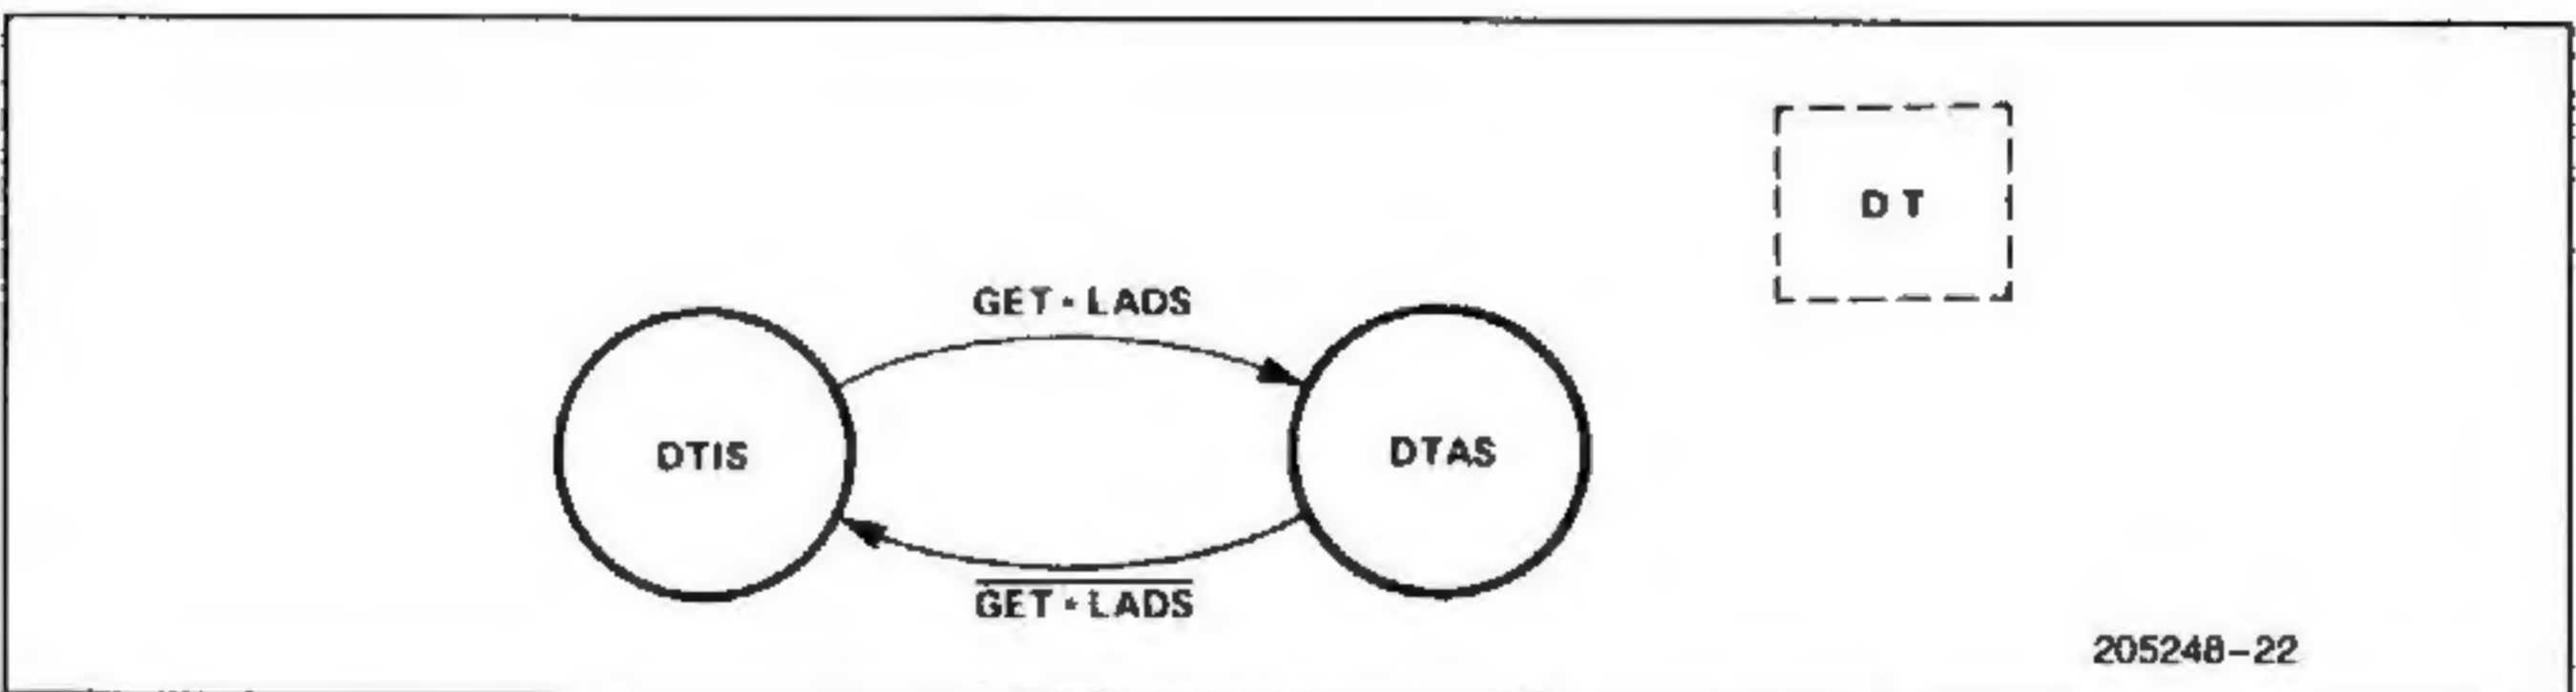 D T
GET • LADS
DTIS
DTAS
GET • LADS
205248-22